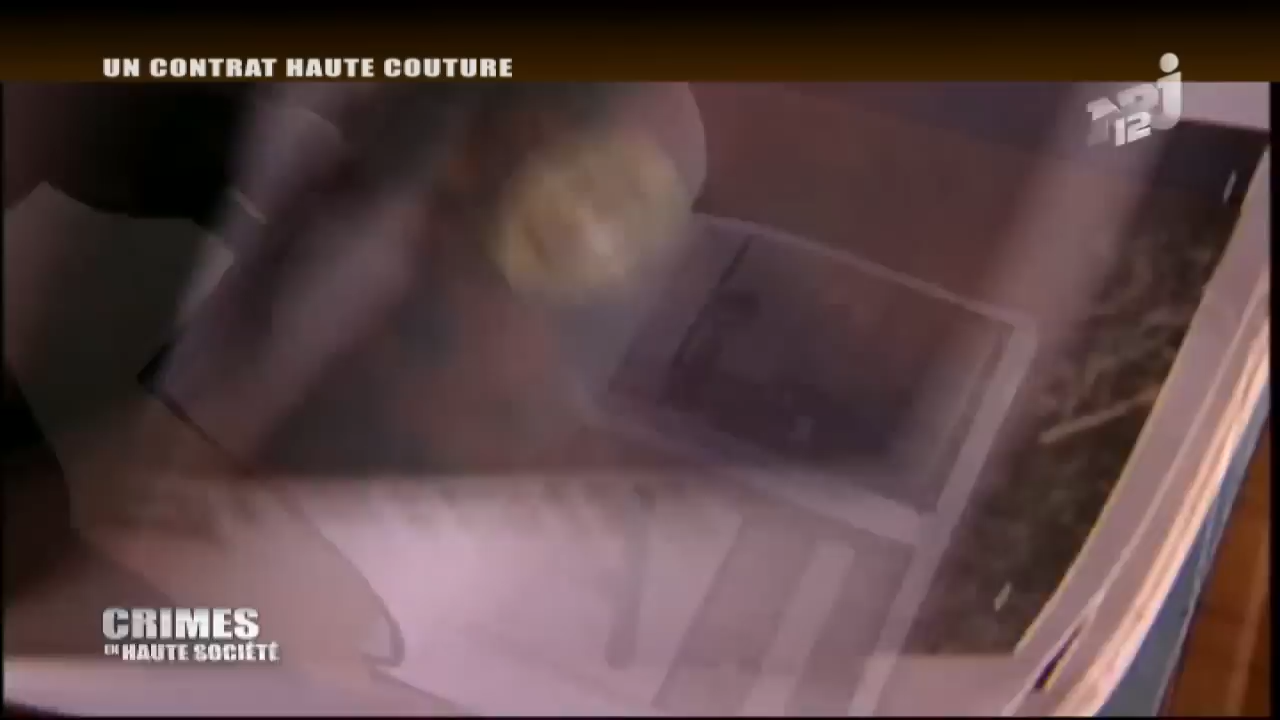 UN CONTRAT HAUTE COUTURE
NRJ
12
CRIMES
EN HAUTE SOCIÉTÉ